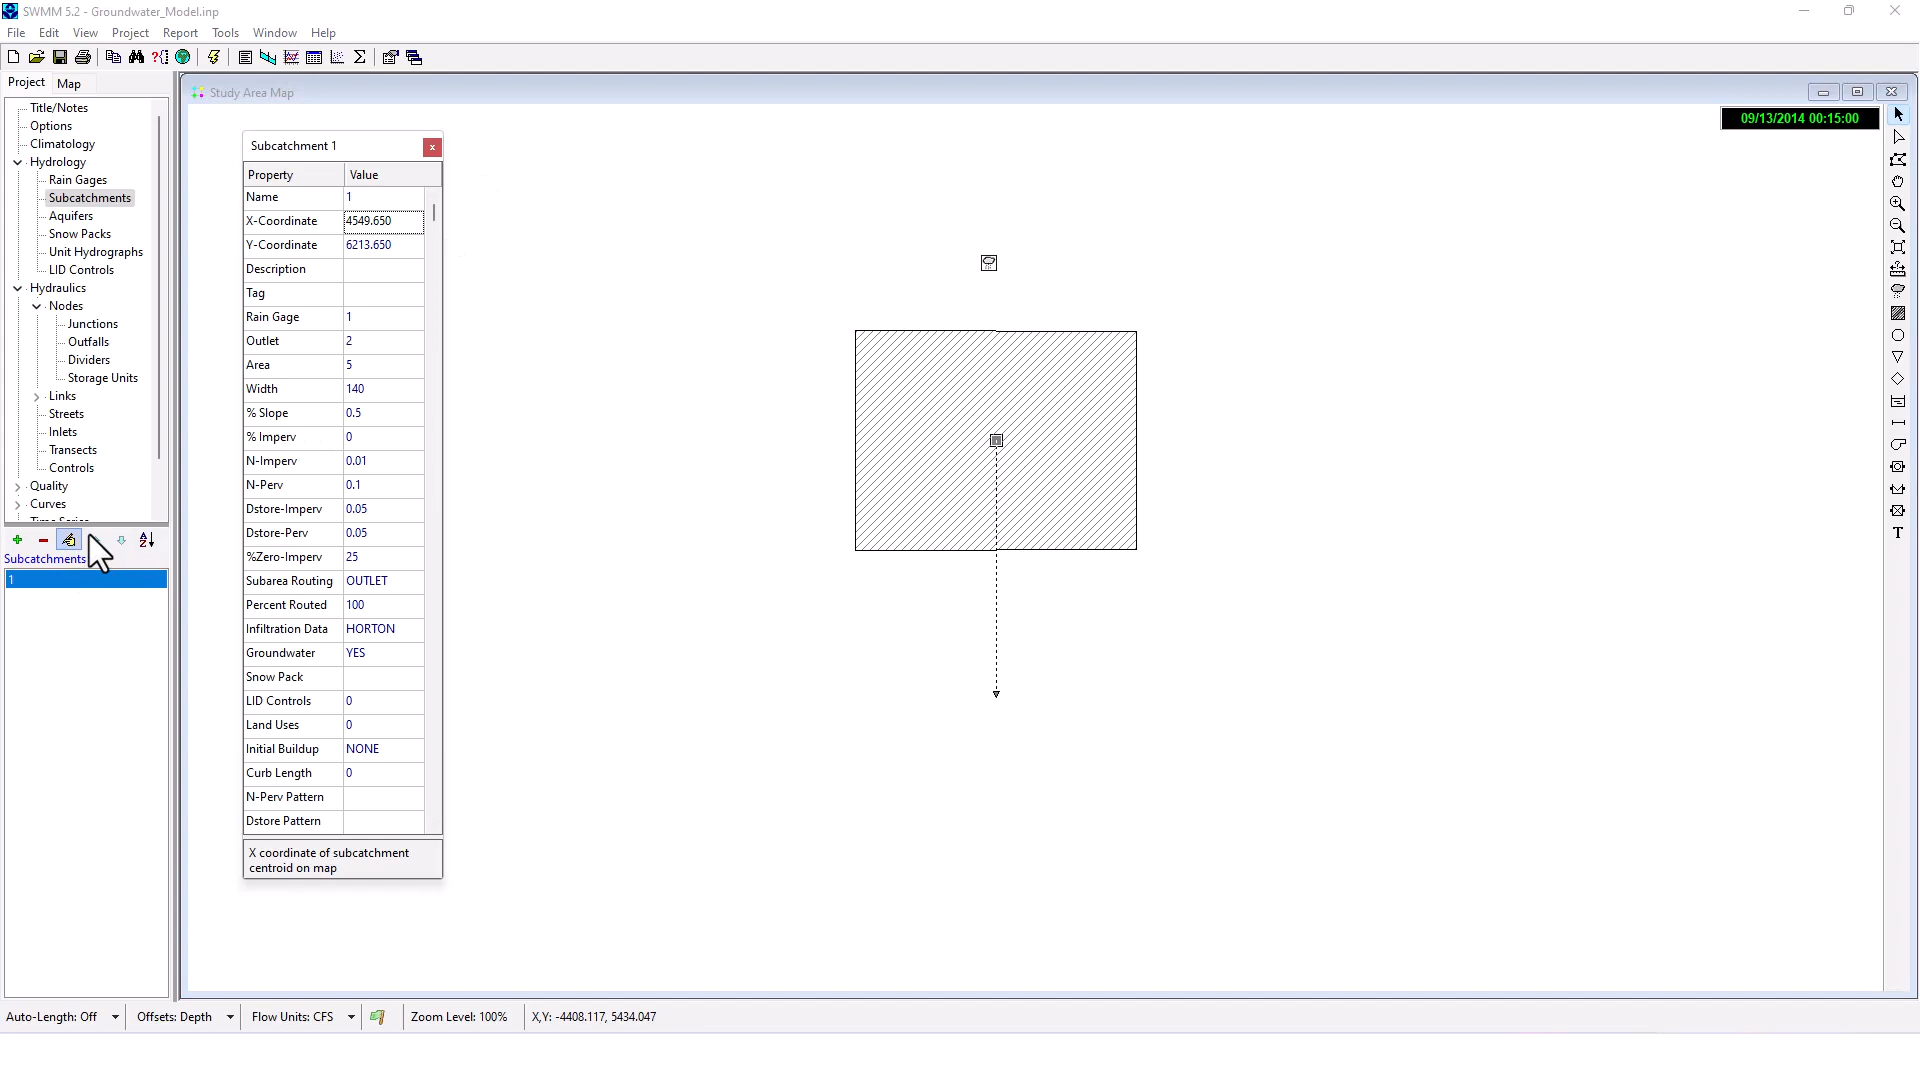 SWMM 5.2 - Groundwater_Model.inp
File Edit View Project Report Tools Window Help
Project Map
Study Area Map
09/13/2014 00:15:00
Title/Notes
Options
Climatology
Hydrology
Rain Gages
Subcatchments
Aquifers
Snow Packs
Unit Hydrographs
LID Controls
Hydraulics
Nodes
Junctions
Outfalls
Dividers
Storage Units
Links
Streets
Inlets
Transects
Controls
Quality
Curves
Subcatchments
1
Subcatchment 1
Property Value
Name 1
X-Coordinate 4549.650
Y-Coordinate 6213.650
Description
Tag
Rain Gage 1
Outlet 2
Area 5
Width 140
% Slope 0.5
% Imperv 0
N-Imperv 0.01
N-Perv 0.1
Dstore-Imperv 0.05
Dstore-Perv 0.05
%Zero-Imperv 25
Subarea Routing OUTLET
Percent Routed 100
Infiltration Data HORTON
Groundwater YES
Snow Pack
LID Controls 0
Land Uses 0
Initial Buildup NONE
Curb Length 0
N-Perv Pattern
Dstore Pattern
X coordinate of subcatchment
centroid on map
T
Auto-Length: Off Offsets: Depth Flow Units: CFS Zoom Level: 100% X,Y: -4408.117, 5434.047